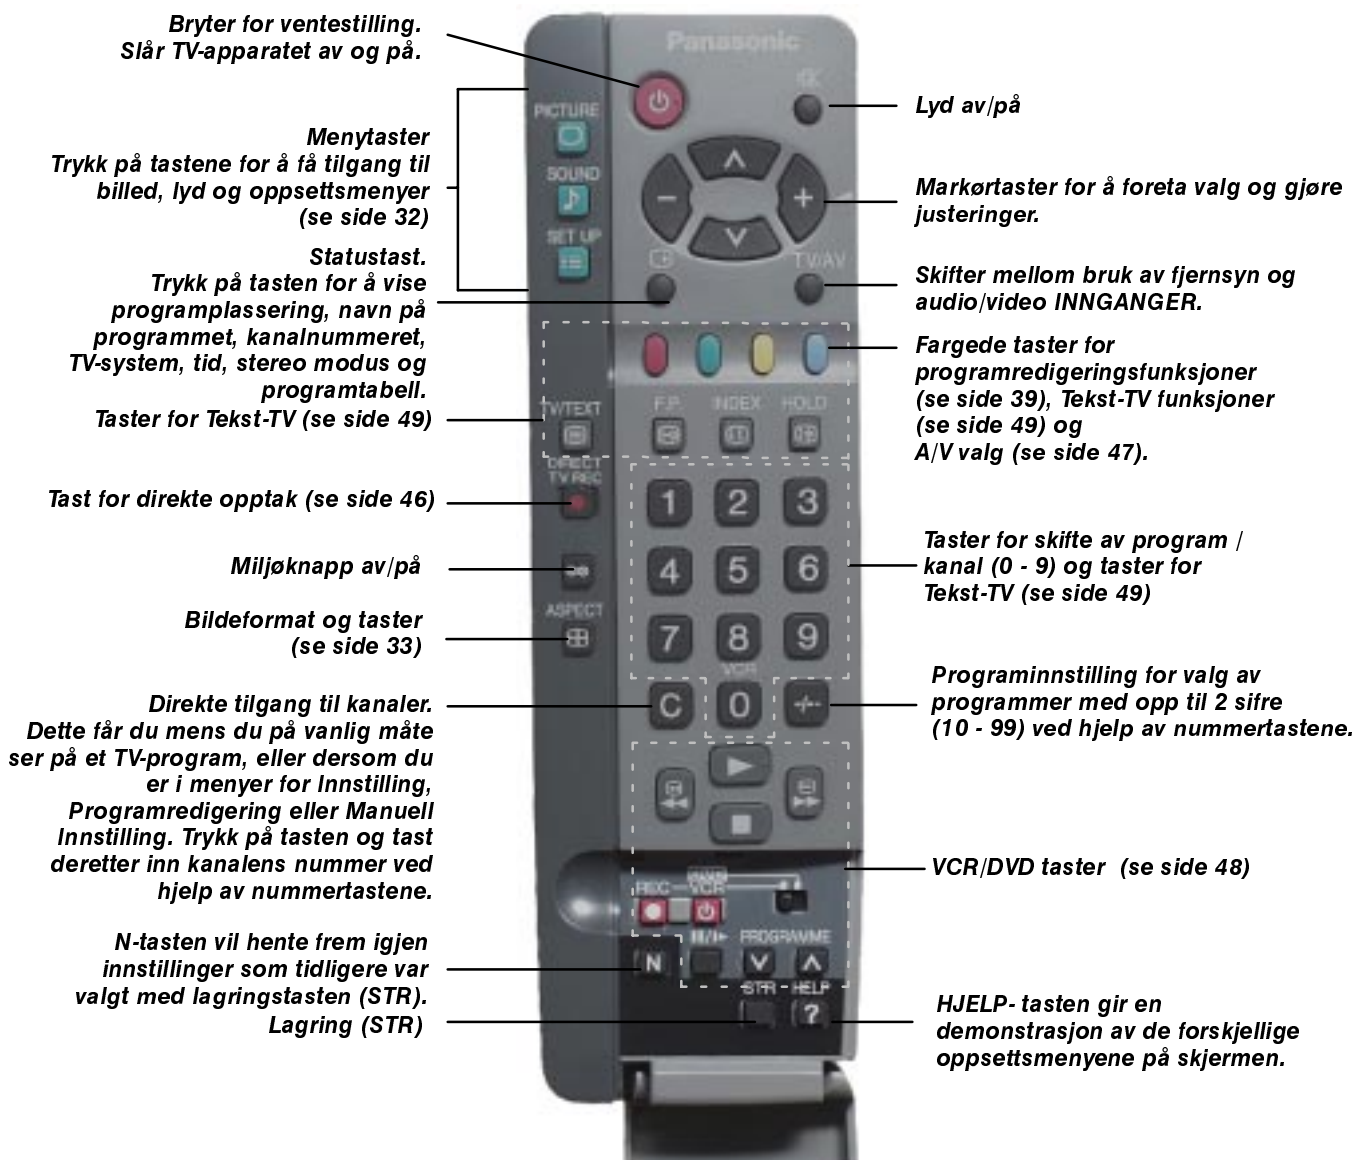 Bryter for ventestilling.
Slår TV-apparatet av og på.
Menytaster
Trykk på tastene for å få tilgang til
billed, lyd og oppsettsmenyer
(se side 32)
Statustast.
Trykk på tasten for å vise
programplassering, navn på
programmet, kanalnummeret,
TV-system, tid, stereo modus og
programtabell.
Taster for Tekst-TV (se side 49)
Tast for direkte opptak (se side 46)
Miljøknapp av/på
Bildeformat og taster
(se side 33)
Direkte tilgang til kanaler.
Dette får du mens du på vanlig måte
ser på et TV-program, eller dersom du
er i menyer for Innstilling,
Programredigering eller Manuell
Innstilling. Trykk på tasten og tast
deretter inn kanalens nummer ved
hjelp av nummertastene.
N-tasten vil hente frem igjen
innstillinger som tidligere var
valgt med lagringstasten (STR).
Lagring (STR)
Panasonic
PICTURE
SOUND
SET UP
TV/AV
TV/TEXT
F.P.
INDEX
HOLD
DIRECT
TV REC
1 2 3
4 5 6
ASPECT
7 8 9
VCR
C 0 -/--
REC
VCR
PROGRAMME
N
STR
HELP
?
Lyd av/på
Markørtaster for å foreta valg og gjøre
justeringer.
Skifter mellom bruk av fjernsyn og
audio/video INNGANGER.
Fargede taster for
programredigeringsfunksjoner
(se side 39), Tekst-TV funksjoner
(se side 49) og
A/V valg (se side 47).
Taster for skifte av program /
kanal (0 - 9) og taster for
Tekst-TV (se side 49)
Programinnstilling for valg av
programmer med opp til 2 sifre
(10 - 99) ved hjelp av nummertastene.
VCR/DVD taster (se side 48)
HJELP- tasten gir en
demonstrasjon av de forskjellige
oppsettsmenyene på skjermen.